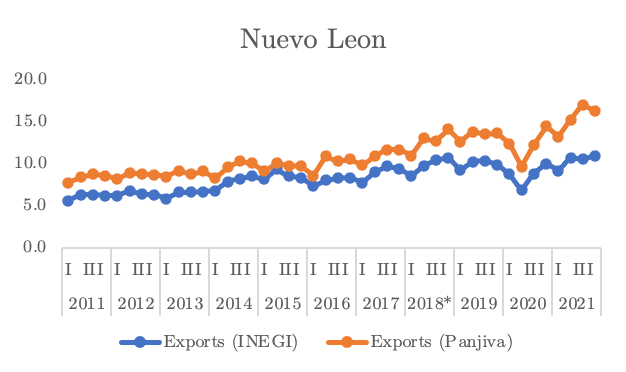 Nuevo Leon
20.0
15.0
10.0
5.0
0.0
I III I III I III I III I III I III I III I III I III I III I III
2011 2012 2013 2014 2015 2016 2017 2018* 2019 2020 2021
Exports (INEGI) Exports (Panjiva)